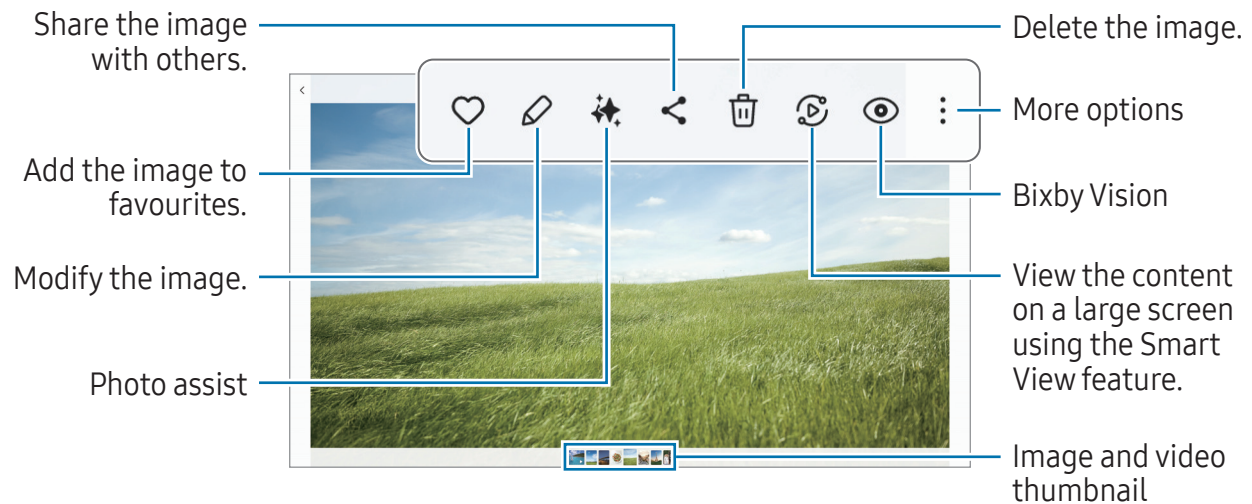 Share the image
with others.
Add the image to
favourites.
Modify the image.
Photo assist
Delete the image.
More options
Bixby Vision
View the content
on a large screen
using the Smart
View feature.
Image and video
thumbnail